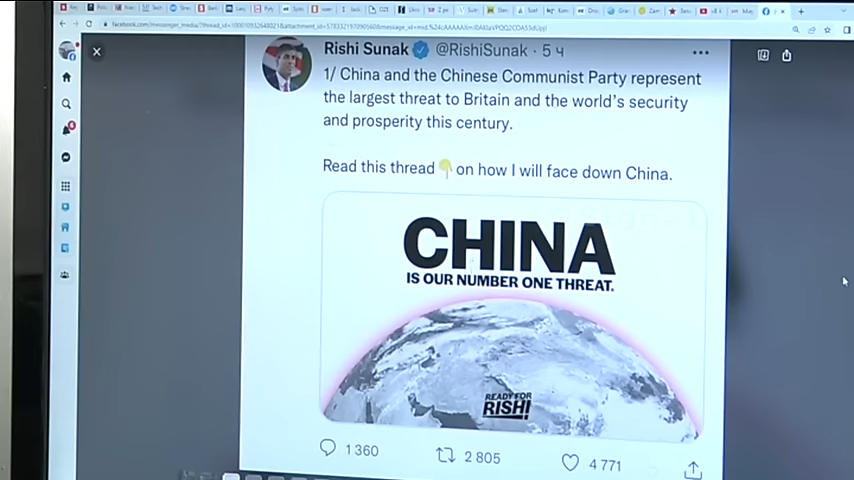 Rishi Sunak @RishiSunak · 5 ч
1/ China and the Chinese Communist Party represent
the largest threat to Britain and the world's security
and prosperity this century.
Read this thread on how I will face down China.
CHINA
IS OUR NUMBER ONE THREAT.
READY FOR
RISHI!
1 360
2 805
4 771